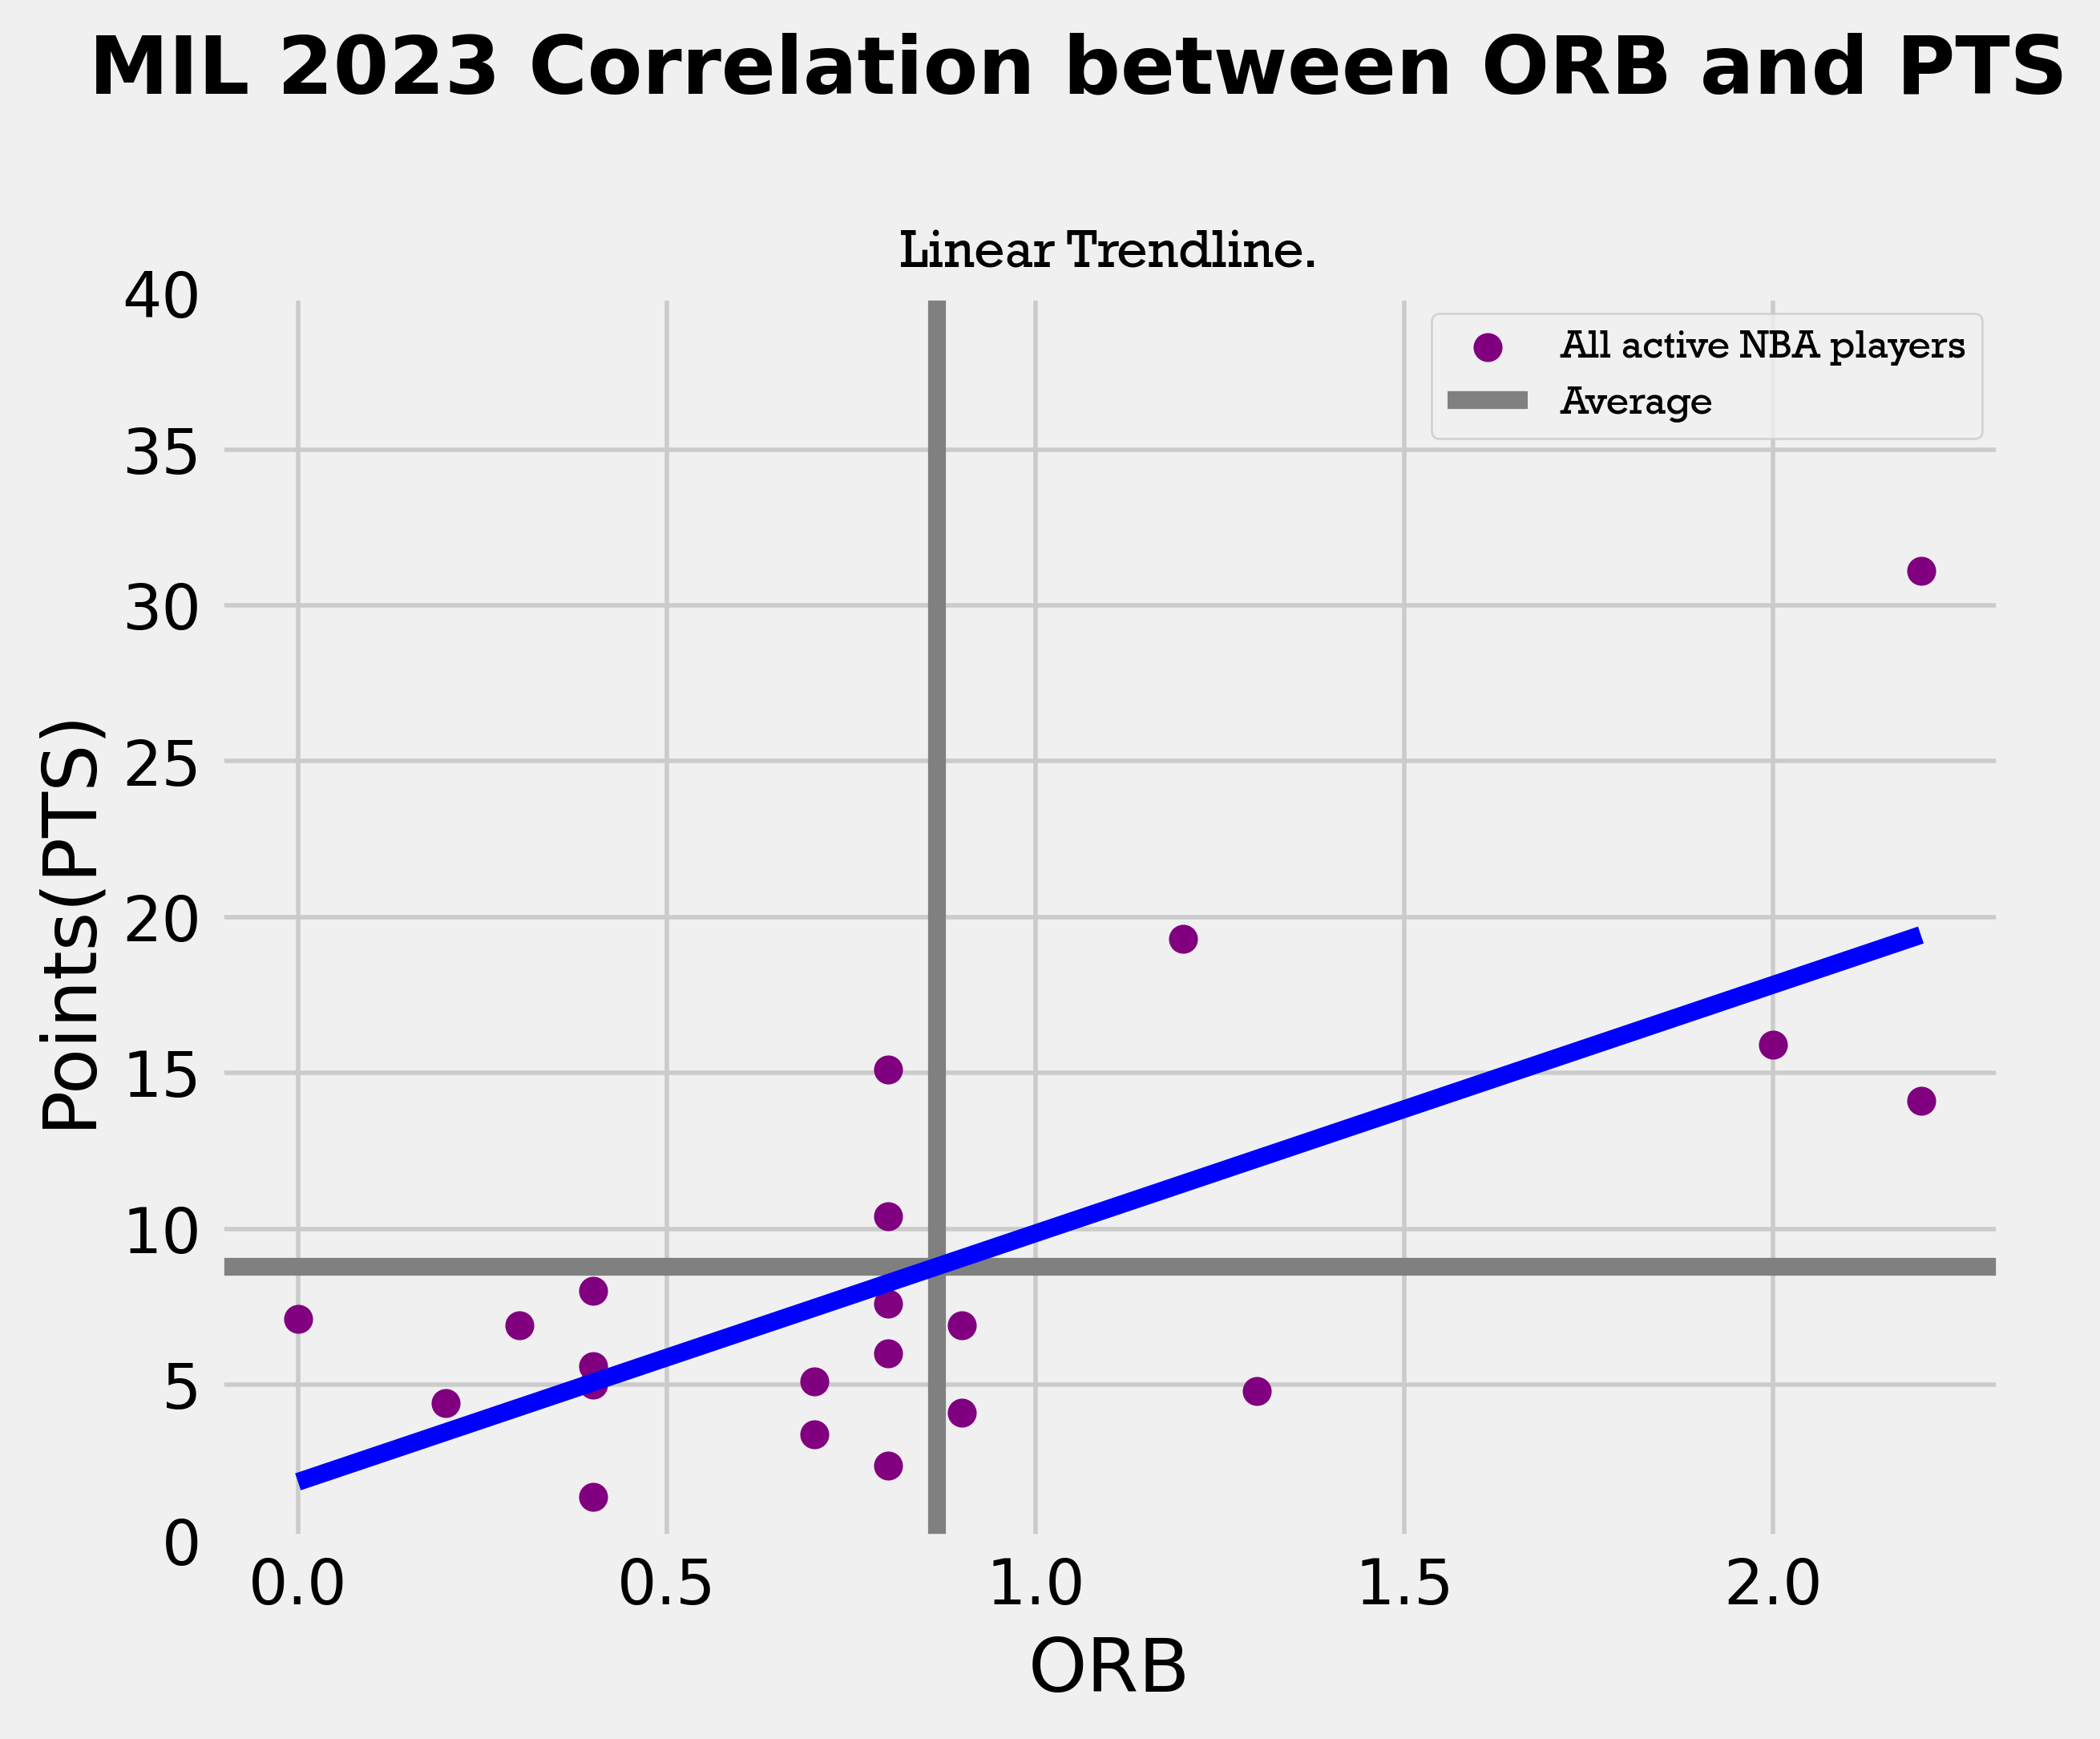 MIL 2023 Correlation between ORB and PTS
Linear Trendline.
All active NBA players
Average
Points(PTS)
40
35
30
25
20
15
10
5
0
0.0 0.5 1.0 1.5 2.0
ORB